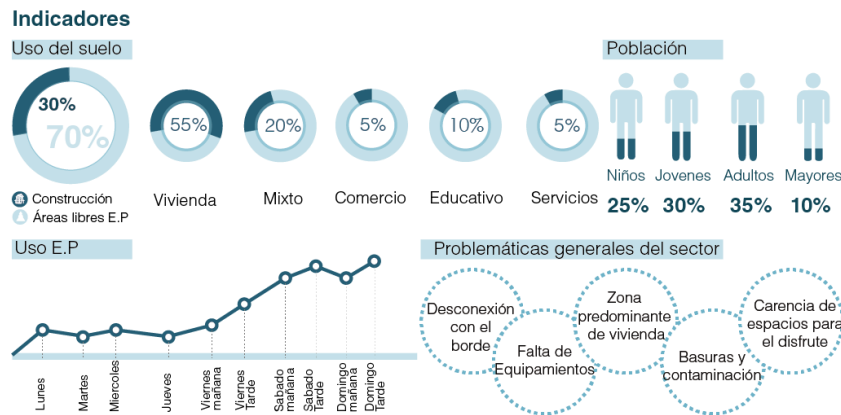 Indicadores
Uso del suelo
30%
70%
Construcción
Áreas libres E.P
55%
Vivienda
20%
Mixto
5%
Comercio
10%
Educativo
5%
Servicios
Población
Niños
Jovenes
Adultos
Mayores
25%
30%
35%
10%
Uso E.P
Lunes
Martes
Miercoles
Jueves
Viernes
mañana
Viernes
Tarde
Sabado
mañana
Sabado
Tarde
Domingo
mañana
Domingo
Tarde
Problemáticas generales del sector
Desconexión
con el
borde
Falta de
Equipamientos
Zona
predominante
de vivienda
Basuras y
contaminación
Carencia de
espacios para
el disfrute